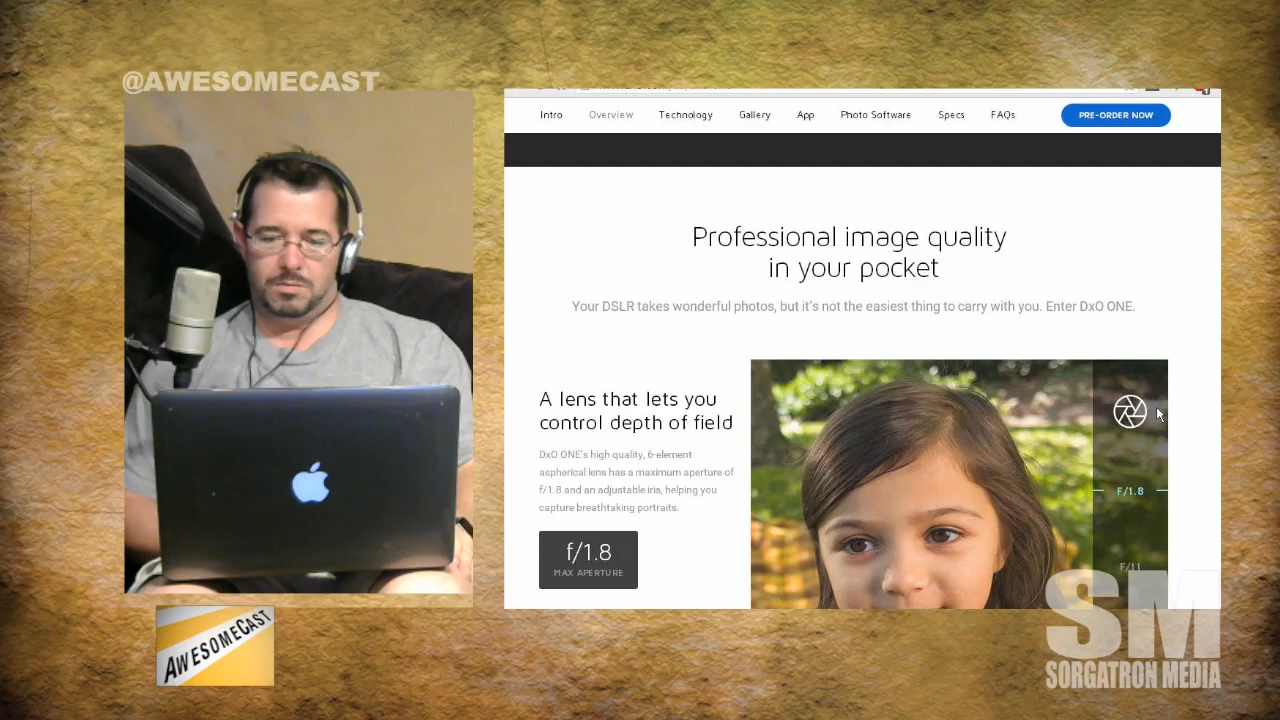 @AWESOMECAST
Intro Overview Technology Gallery App Photo Software Specs FAQs PRE-ORDER NOW
Professional image quality
in your pocket
Your DSLR takes wonderful photos, but it's not the easiest thing to carry with you. Enter DxO ONE.
A lens that lets you
control depth of field
DxO ONE's high quality, 6-element
aspherical lens has a maximum aperture of
f/1.8 and an adjustable iris, helping you
capture breathtaking portraits.
f/1.8
MAX APERTURE
F/1.8
F/11
AWESOMECAST
SM
SORGATRON MEDIA